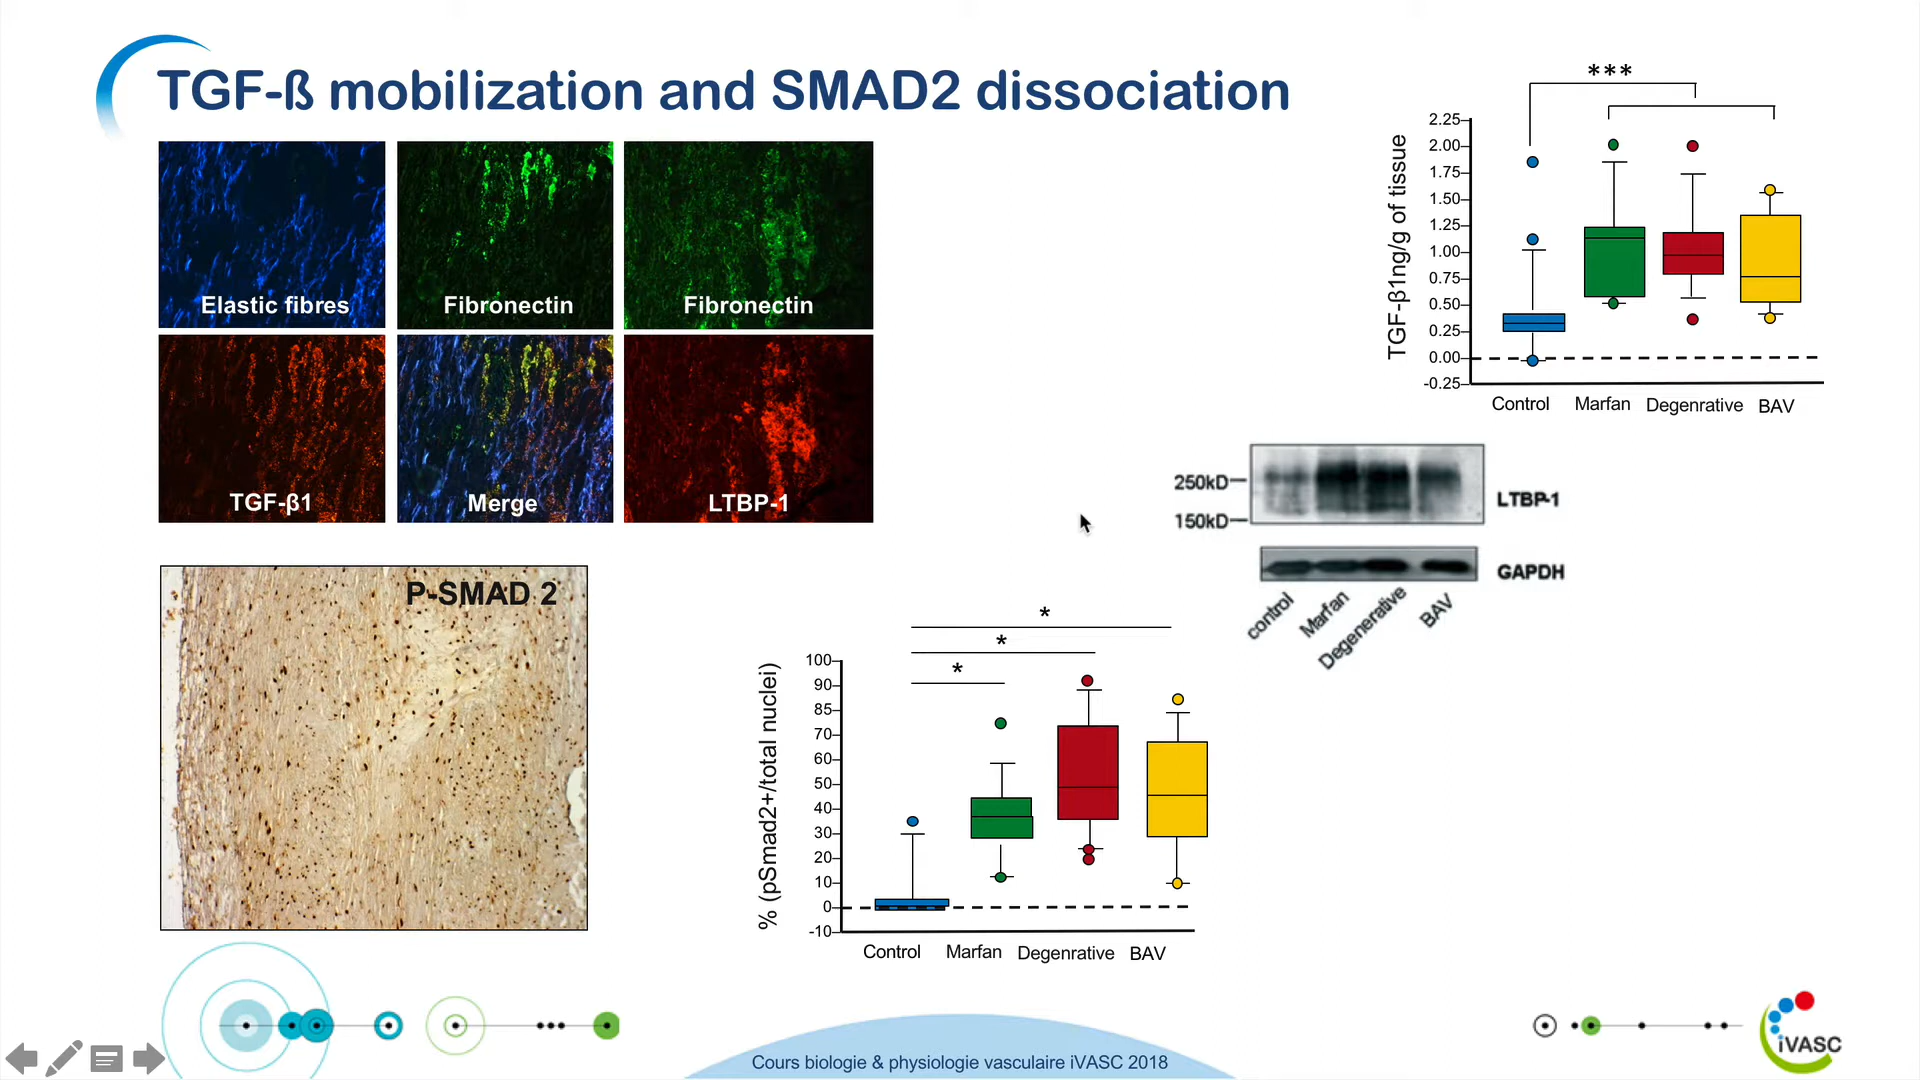 TGF-ß mobilization and SMAD2 dissociation
Elastic fibres
Fibronectin
Fibronectin
TGF-β1
Merge
LTBP-1
***
TGF-β1ng/g of tissue
2.25
2.00
1.75
1.50
1.25
1.00
0.75
0.50
0.25
0.00
-0.25
Control Marfan Degenrative BAV
250kD
150kD
LTBP-1
GAPDH
control Marfan Degenerative BAV
P-SMAD 2
*
*
*
% (pSmad2+/total nuclei)
100
90
85
70
60
50
40
30
20
10
0
-10
Control Marfan Degenrative BAV
Cours biologie & physiologie vasculaire iVASC 2018
iVASC